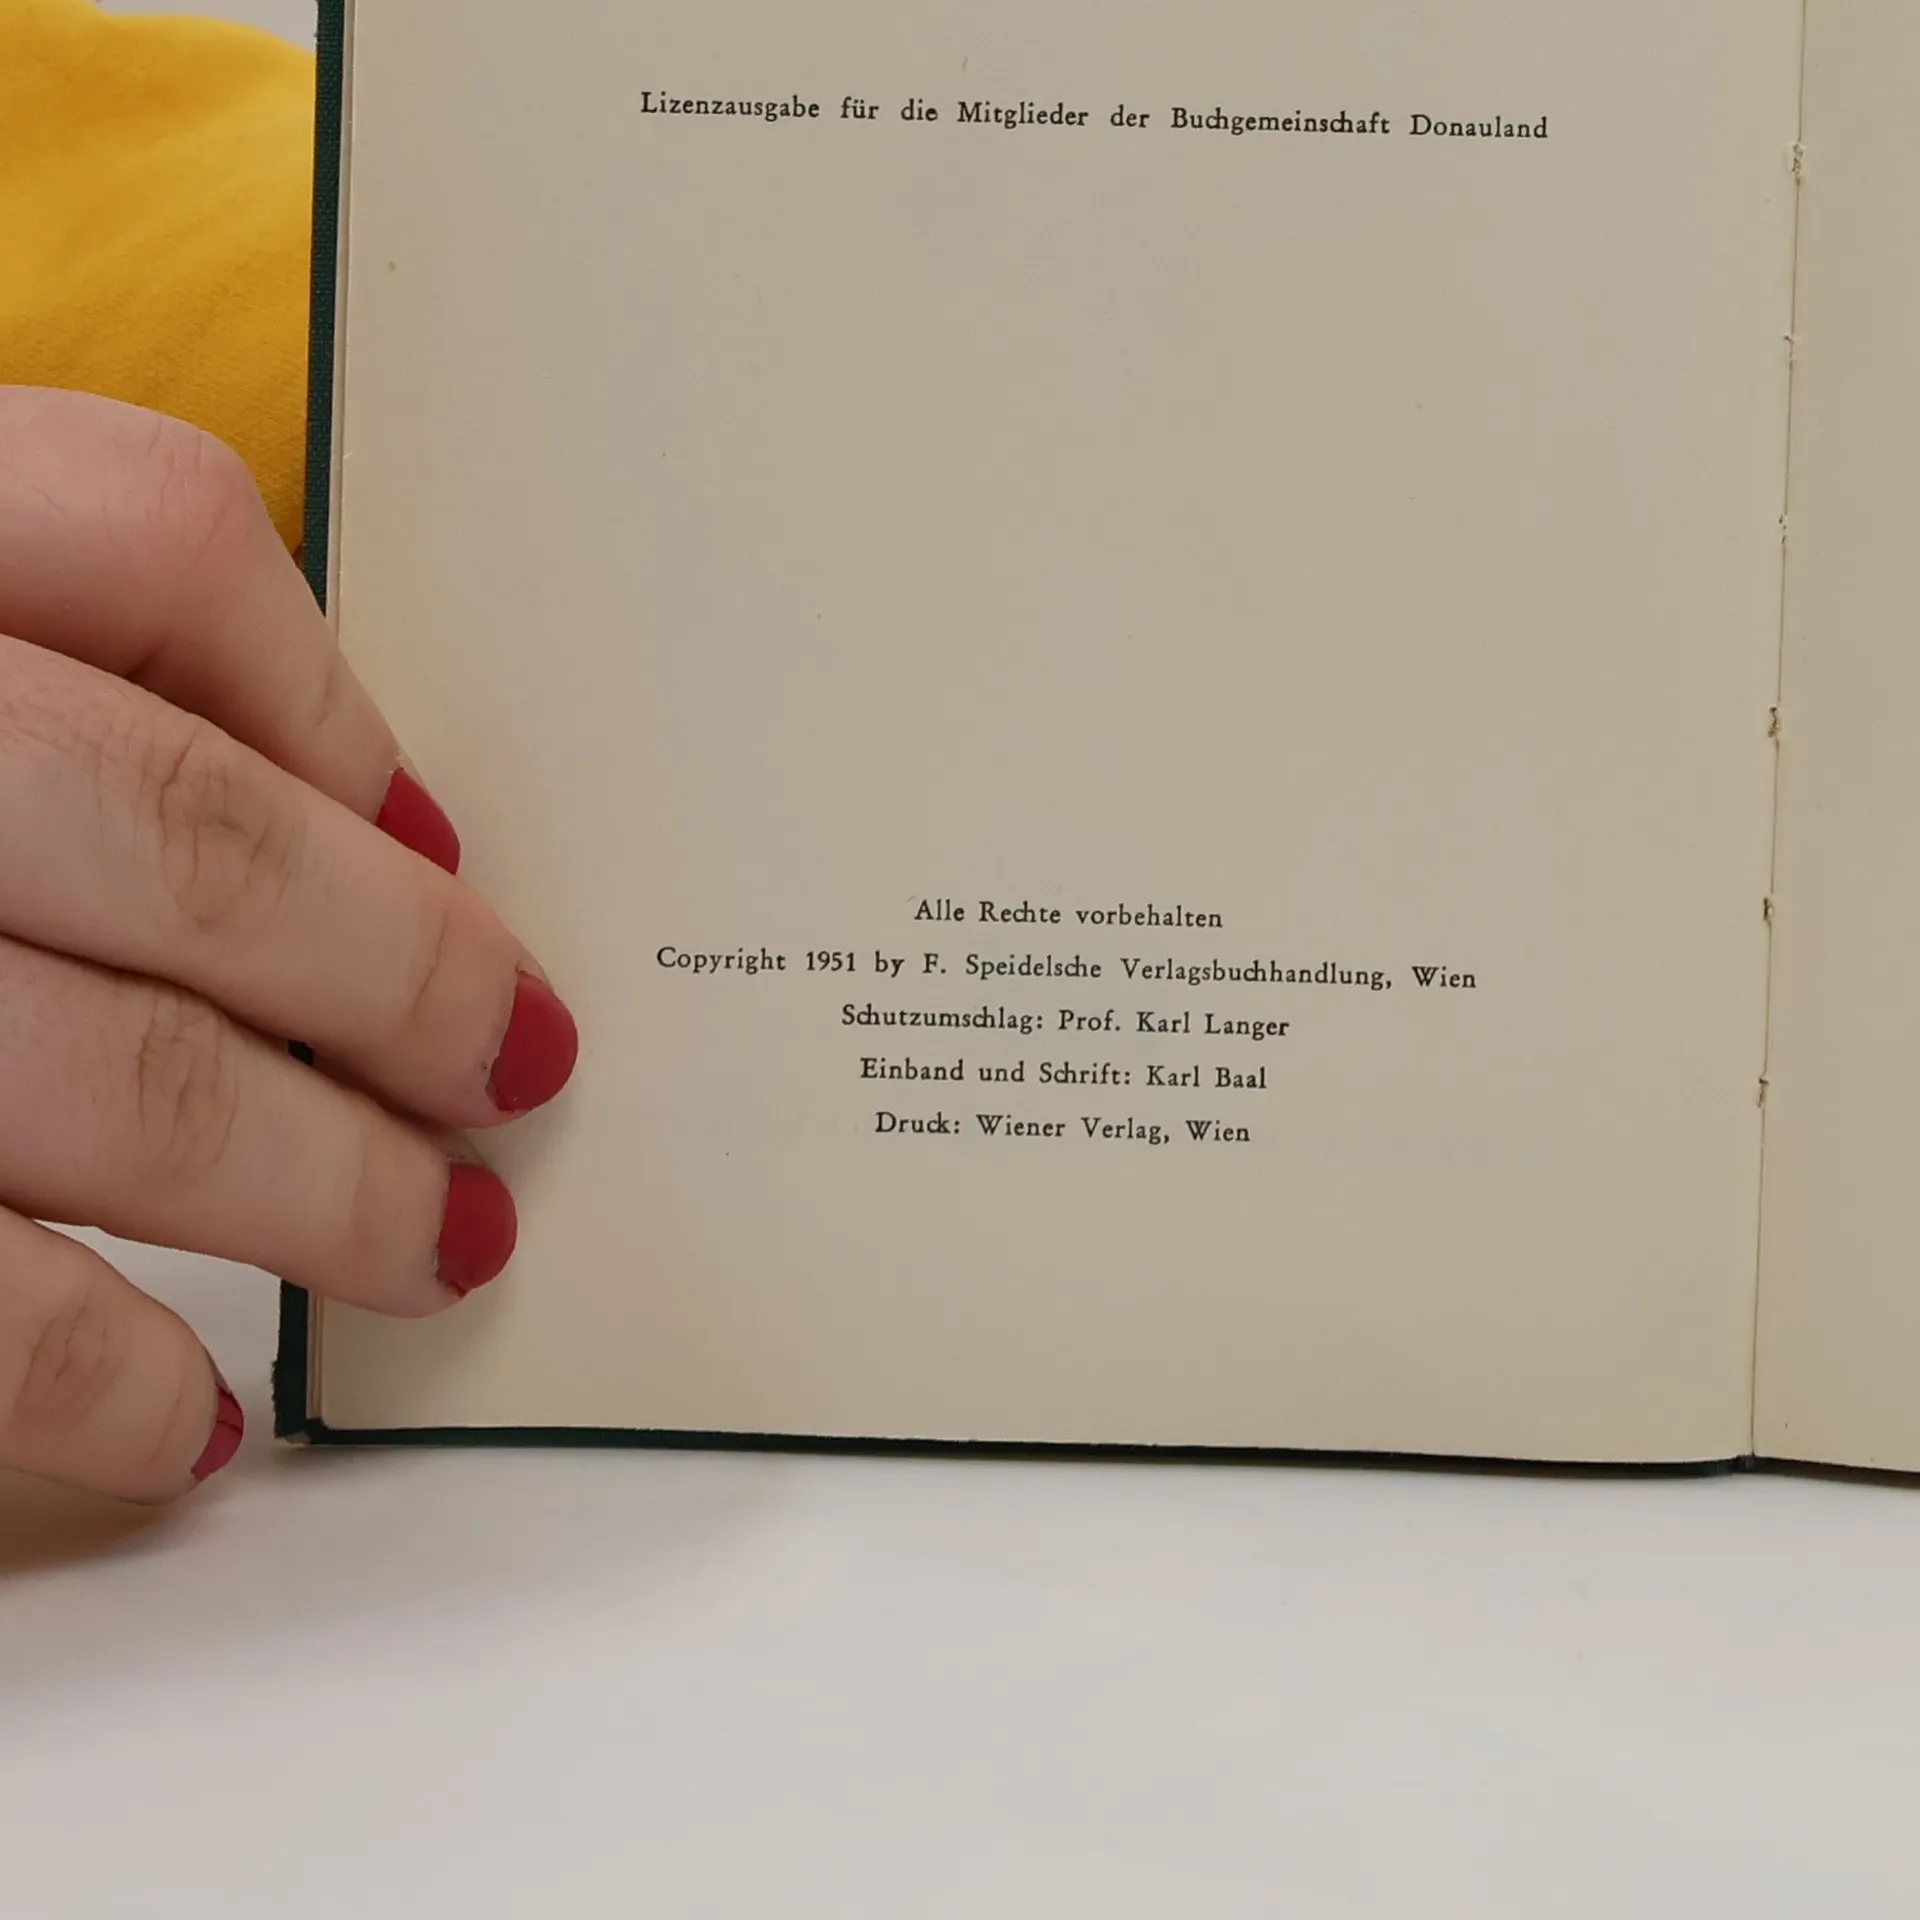 Lizenzausgabe für die Mitglieder der Buchgemeinschaft Donauland
Alle Rechte vorbehalten
Copyright 1951 by F. Speidelsche Verlagsbuchhandlung, Wien
Schutzumschlag: Prof. Karl Langer
Einband und Schrift: Karl Baal
Druck: Wiener Verlag, Wien